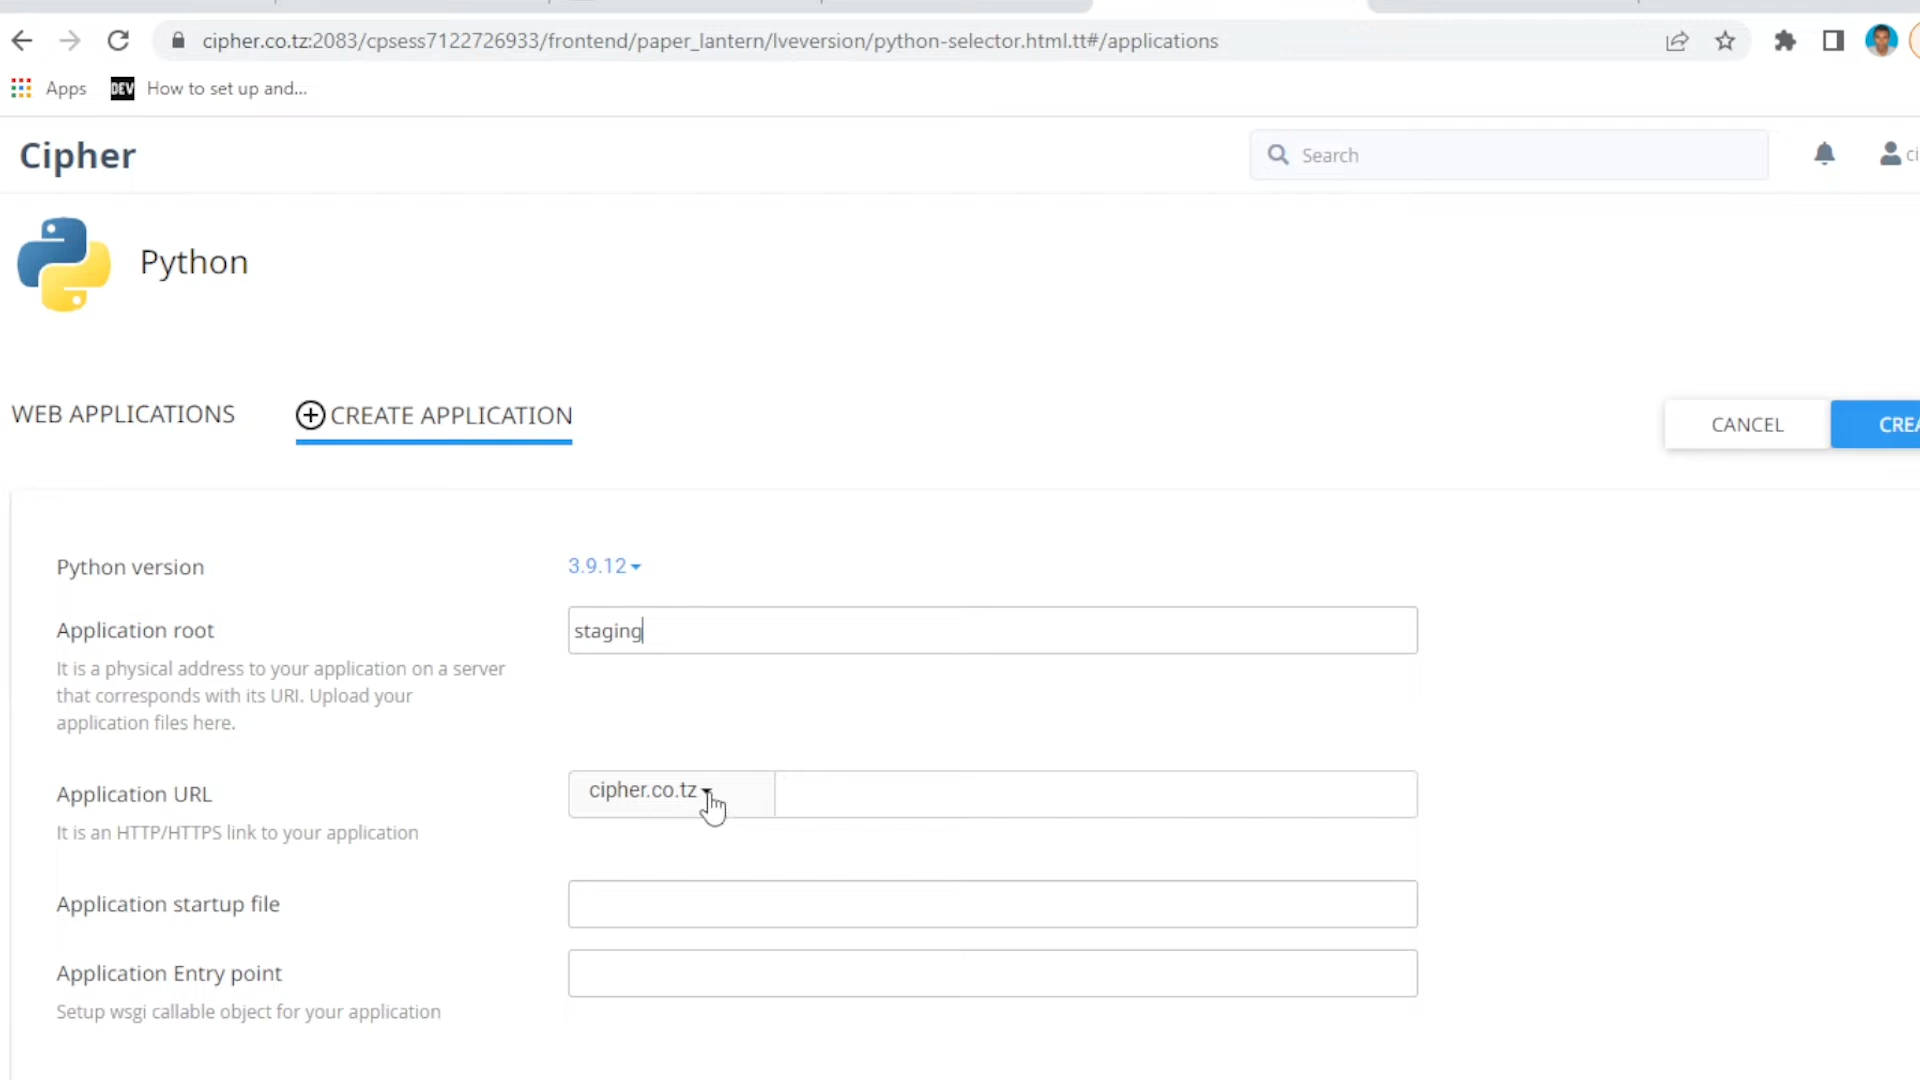 cipher.co.tz:2083/cpsess7122726933/frontend/paper_lantern/lveversion/python-selector.html.tt#/applications
Apps DEV How to set up and...
Cipher Search ci
Python
WEB APPLICATIONS CREATE APPLICATION CANCEL CREA
Python version 3.9.12
Application root staging
It is a physical address to your application on a server
that corresponds with its URI. Upload your
application files here.
Application URL cipher.co.tz
It is an HTTP/HTTPS link to your application
Application startup file
Application Entry point
Setup wsgi callable object for your application